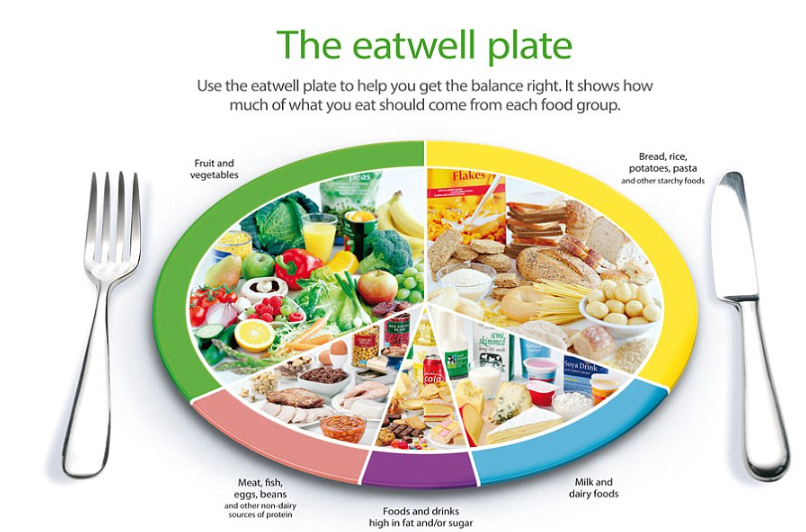 The eatwell plate
Use the eatwell plate to help you get the balance right. It shows how
much of what you eat should come from each food group.
Fruit and
vegetables
Bread, rice,
potatoes, pasta
and other starchy foods
peas
Flakes
cola
semi
skimmed
Soya Drink
Meat, fish,
eggs, beans
and other non-dairy
sources of protein
Foods and drinks
high in fat and/or sugar
Milk and
dairy foods